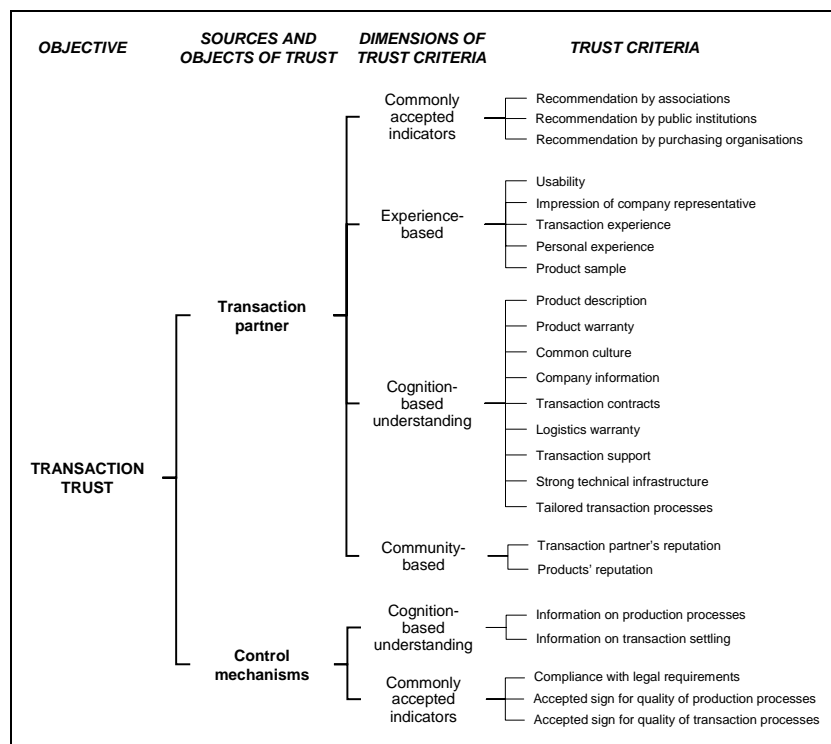 OBJECTIVE
SOURCES AND
OBJECTS OF TRUST
DIMENSIONS OF
TRUST CRITERIA
TRUST CRITERIA
TRANSACTION
TRUST
Transaction
partner
Commonly
accepted
indicators
Recommendation by associations
Recommendation by public institutions
Recommendation by purchasing organisations
Experience-
based
Usability
Impression of company representative
Transaction experience
Personal experience
Product sample
Cognition-
based
understanding
Product description
Product warranty
Common culture
Company information
Transaction contracts
Logistics warranty
Transaction support
Strong technical infrastructure
Tailored transaction processes
Community-
based
Transaction partner's reputation
Products' reputation
Control
mechanisms
Cognition-
based
understanding
Information on production processes
Information on transaction settling
Commonly
accepted
indicators
Compliance with legal requirements
Accepted sign for quality of production processes
Accepted sign for quality of transaction processes